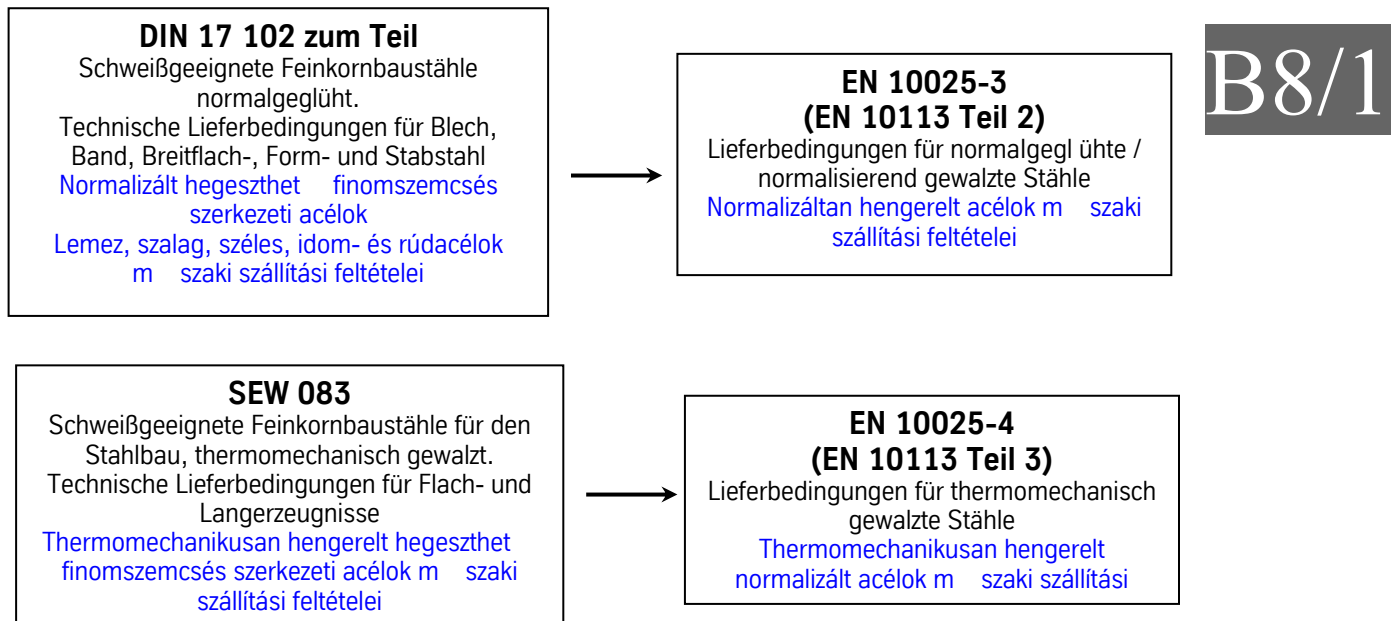 DIN 17 102 zum Teil
Schweißgeeignete Feinkornbaustähle
normalgeglüht.
Technische Lieferbedingungen für Blech,
Band, Breitflach-, Form- und Stabstahl
Normalizált hegeszthet finomszemcsés
szerkezeti acélok
Lemez, szalag, széles, idom- és rúdacélok
m szaki szállítási feltételei
EN 10025-3
(EN 10113 Teil 2)
Lieferbedingungen für normalgegl ühte /
normalisierend gewalzte Stähle
Normalizáltan hengerelt acélok m szaki
szállítási feltételei
B8/1
SEW 083
Schweißgeeignete Feinkornbaustähle für den
Stahlbau, thermomechanisch gewalzt.
Technische Lieferbedingungen für Flach- und
Langerzeugnisse
Thermomechanikusan hengerelt hegeszthet
finomszemcsés szerkezeti acélok m szaki
szállítási feltételei
EN 10025-4
(EN 10113 Teil 3)
Lieferbedingungen für thermomechanisch
gewalzte Stähle
Thermomechanikusan hengerelt
normalizált acélok m szaki szállítási